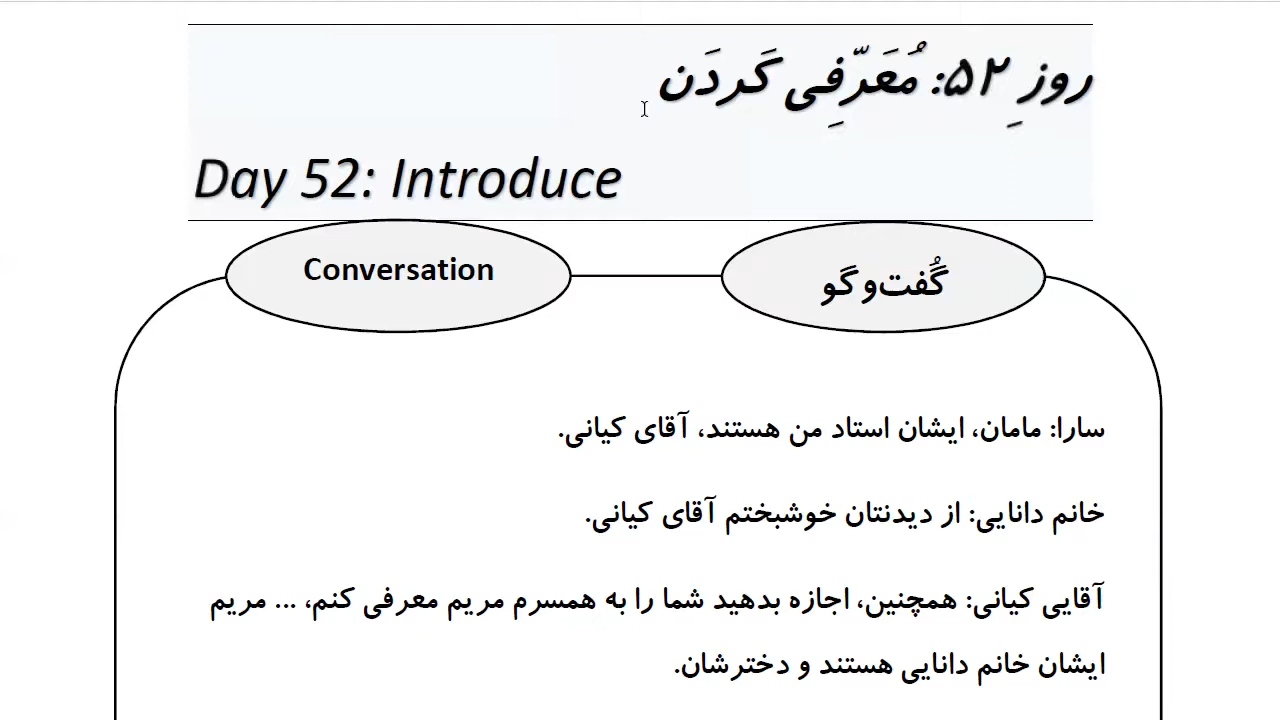 روزِ ۵۲: مُعَرّفِی کَردَن
Day 52: Introduce
Conversation
گُفت‌وگو
سارا: مامان، ایشان استاد من هستند، آقای کیانی.
خانم دانایی: از دیدنتان خوشبختم آقای کیانی.
آقایی کیانی: همچنین، اجازه بدهید شما را به همسرم مریم معرفی کنم، ... مریم
ایشان خانم دانایی هستند و دخترشان.